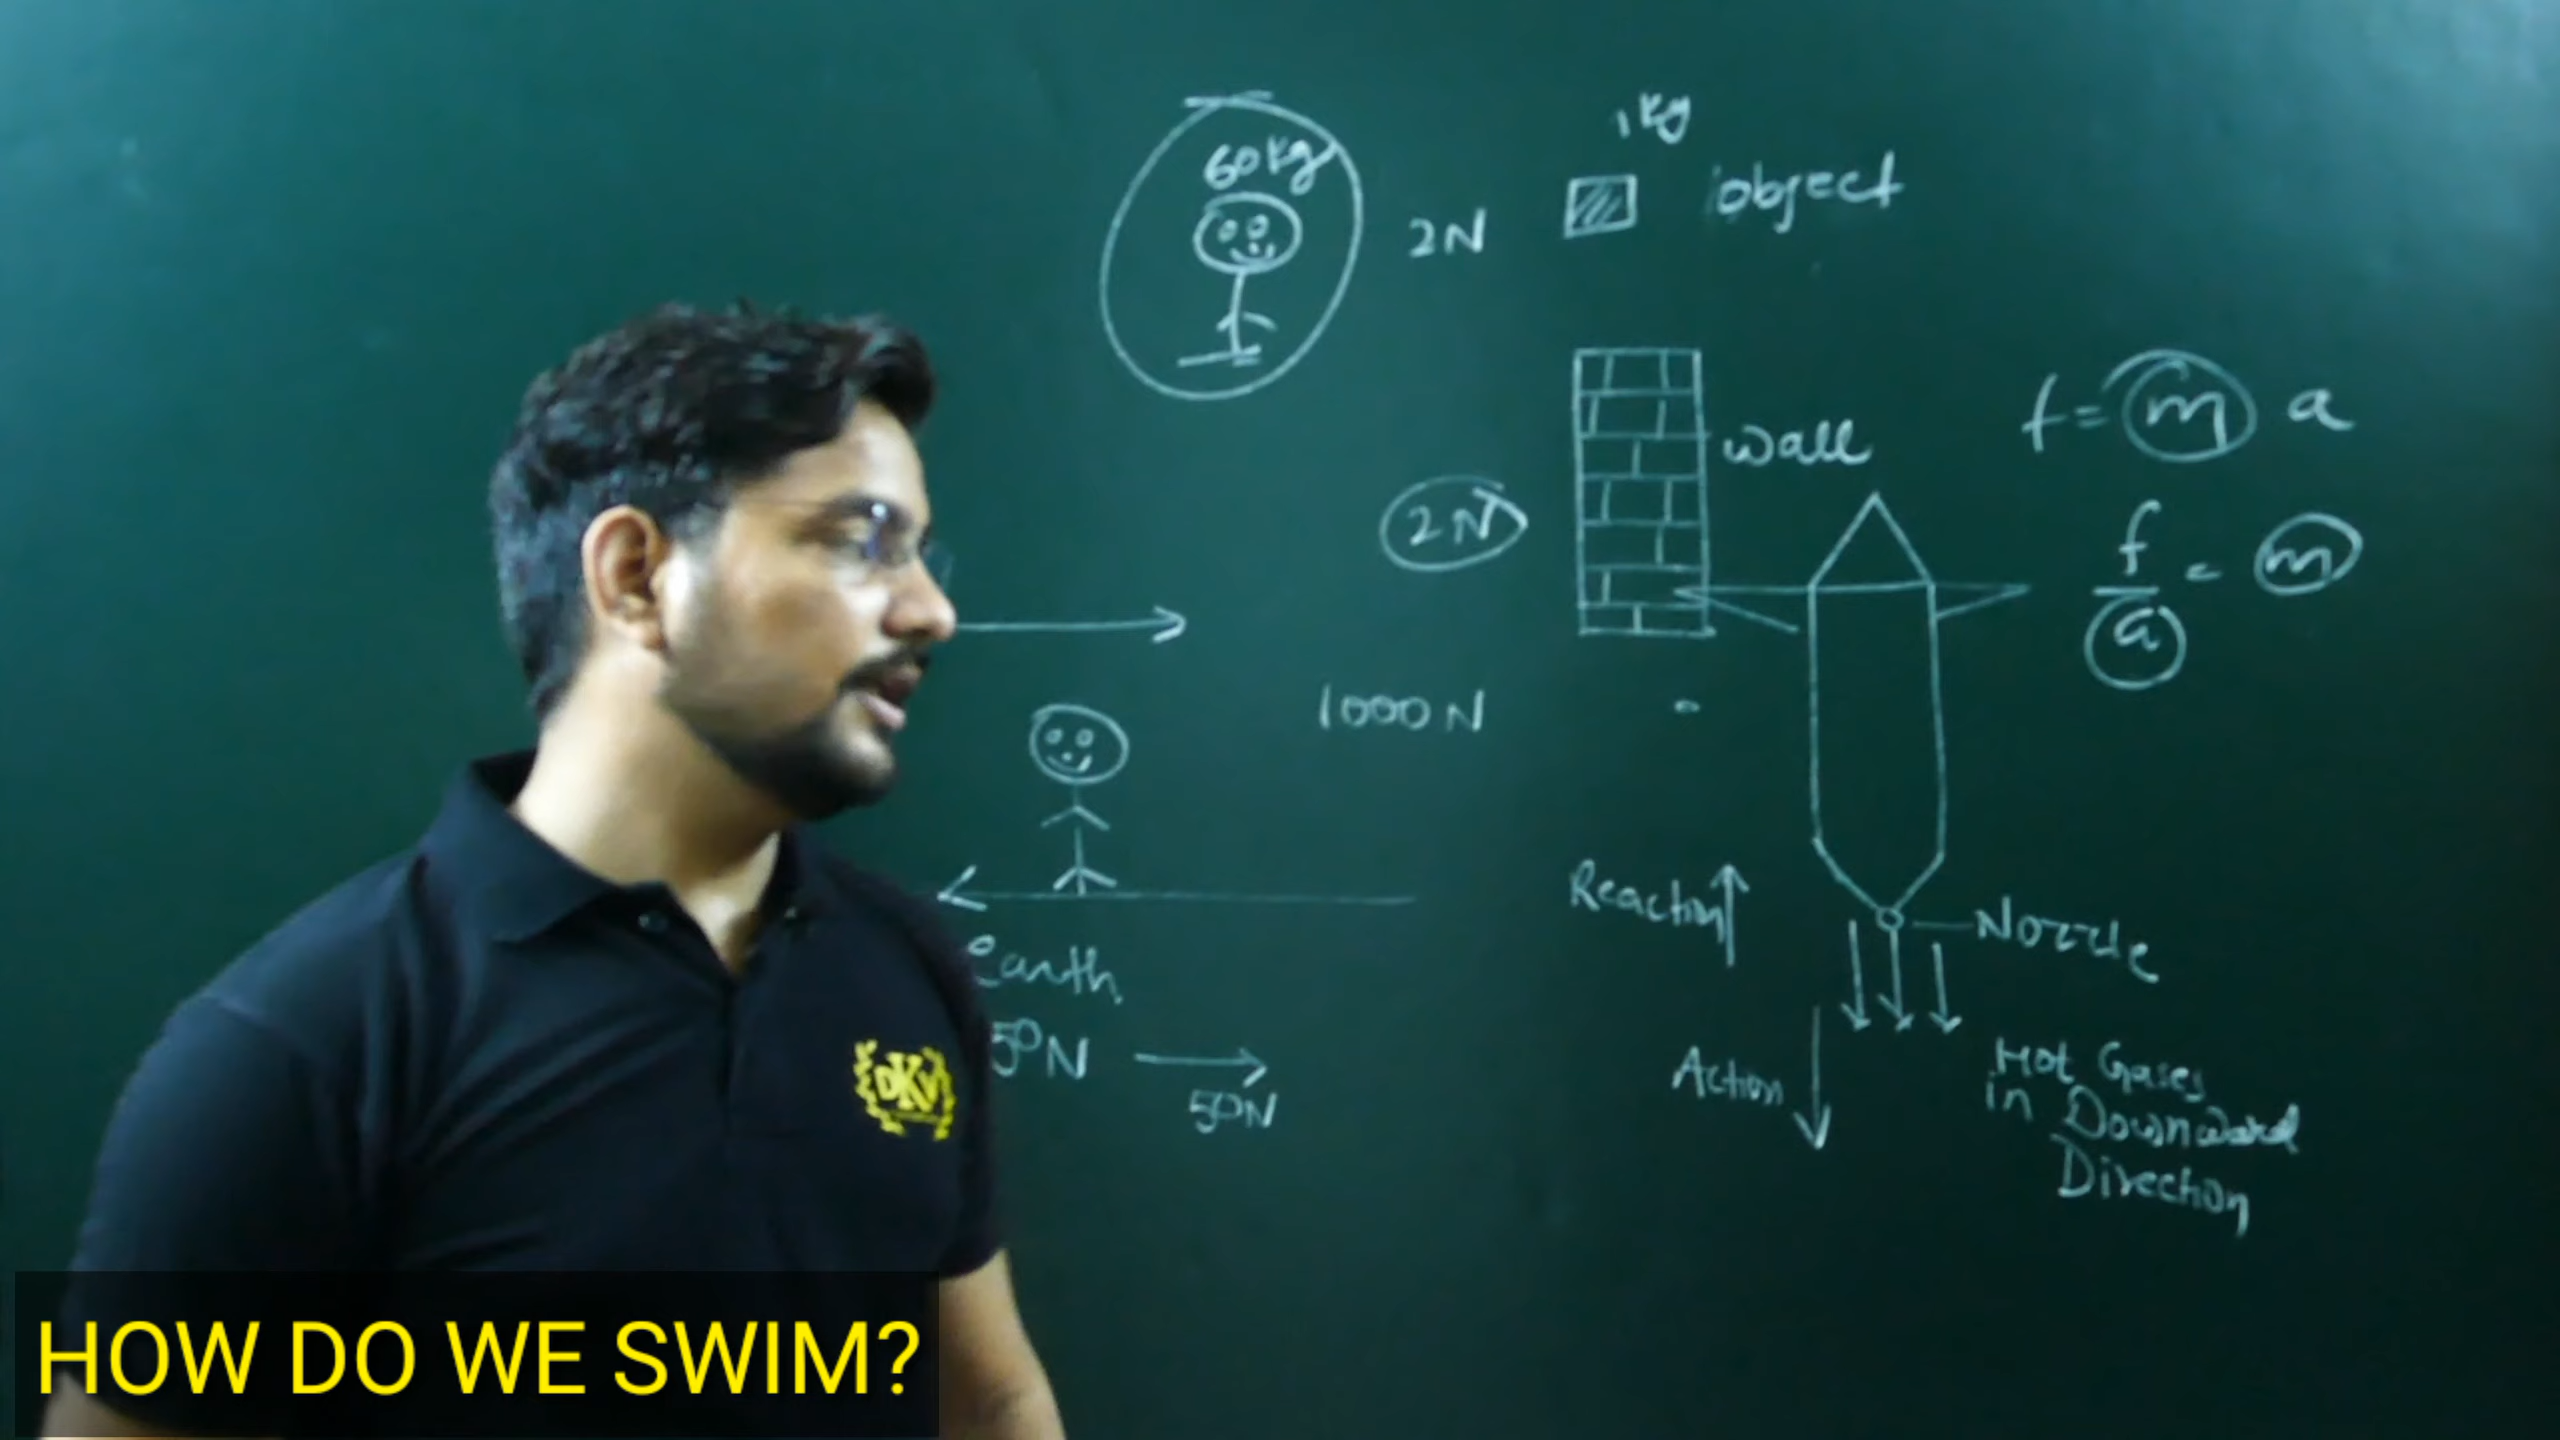 60kg
1kg
2N
object
wall
f = m a
2N
f/a = m
1000N
Reaction
Nozzle
Earth
50N
50N
Action
Hot Gases
in Downward
Direction
DKV
HOW DO WE SWIM?